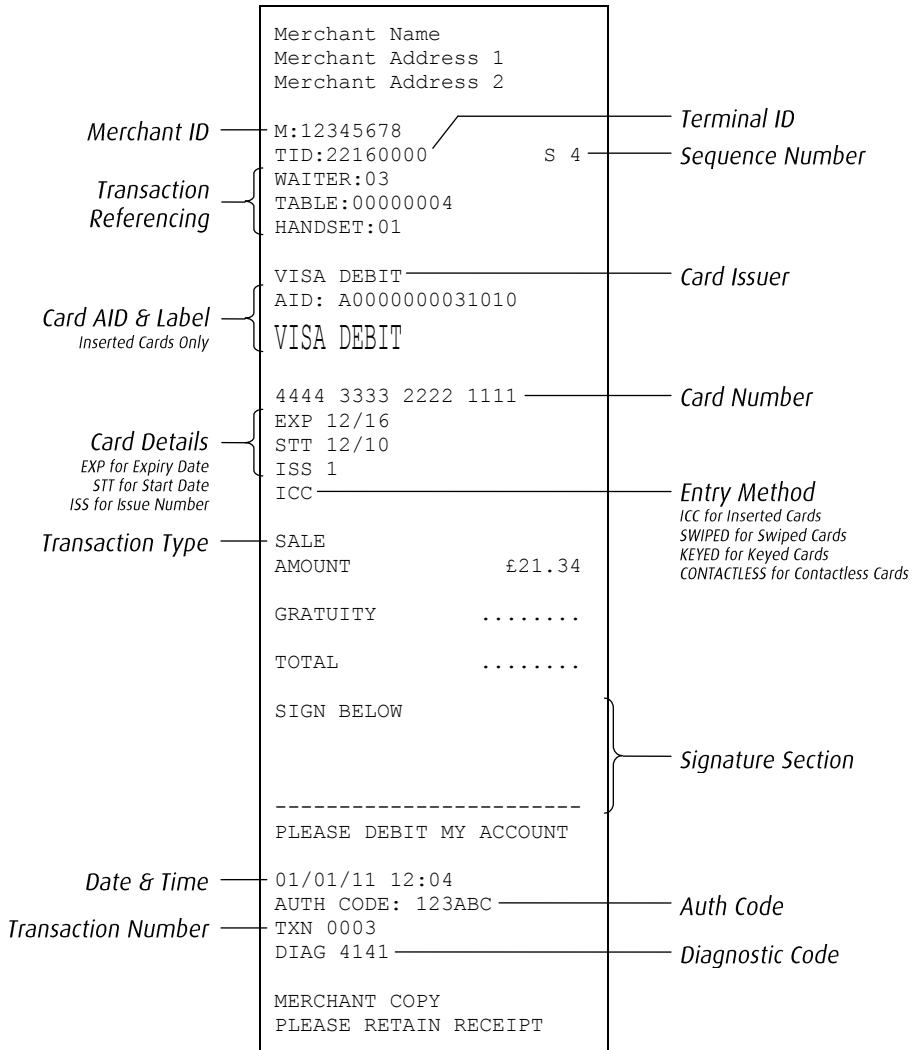 Merchant Name
Merchant Address 1
Merchant Address 2
Merchant ID
M:12345678
Terminal ID
TID:22160000 S 4
Sequence Number
Transaction
Referencing
WAITER:03
TABLE:00000004
HANDSET:01
VISA DEBIT
Card Issuer
Card AID & Label
Inserted Cards Only
AID: A0000000031010
VISA DEBIT
4444 3333 2222 1111
Card Number
Card Details
EXP for Expiry Date
STT for Start Date
ISS for Issue Number
EXP 12/16
STT 12/10
ISS 1
ICC
Entry Method
ICC for Inserted Cards
SWIPED for Swiped Cards
KEYED for Keyed Cards
CONTACTLESS for Contactless Cards
Transaction Type
SALE
AMOUNT £21.34
GRATUITY ........
TOTAL ........
SIGN BELOW
Signature Section
------------------------
PLEASE DEBIT MY ACCOUNT
Date & Time
01/01/11 12:04
AUTH CODE: 123ABC
Auth Code
Transaction Number
TXN 0003
DIAG 4141
Diagnostic Code
MERCHANT COPY
PLEASE RETAIN RECEIPT